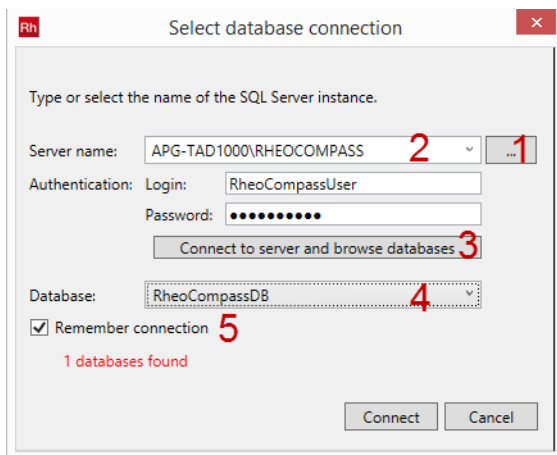 Rh Select database connection ×
Type or select the name of the SQL Server instance.
Server name: APG-TAD1000\RHEOCOMPASS 2 ... 1
Authentication: Login: RheoCompassUser
Password: ●●●●●●●●●●
Connect to server and browse databases 3
Database: RheoCompassDB 4
Remember connection 5
1 databases found
Connect Cancel